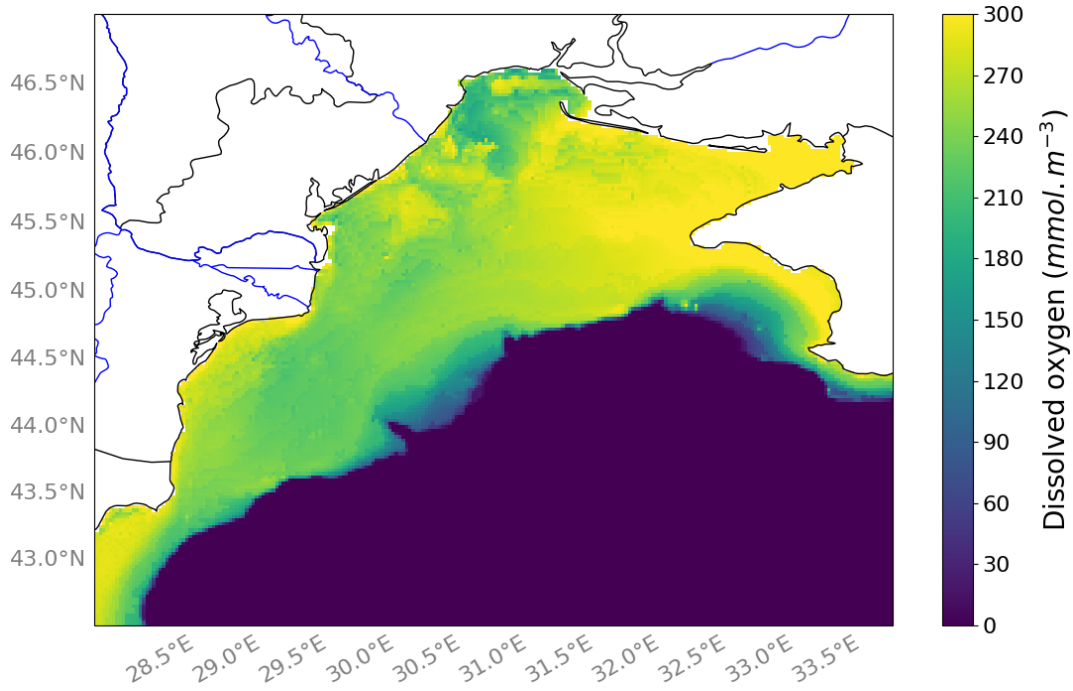 46.5°N
46.0°N
45.5°N
45.0°N
44.5°N
44.0°N
43.5°N
43.0°N
28.5°E
29.0°E
29.5°E
30.0°E
30.5°E
31.0°E
31.5°E
32.0°E
32.5°E
33.0°E
33.5°E
300
270
240
210
180
150
120
90
60
30
0
Dissolved oxygen (mmol.m⁻³)